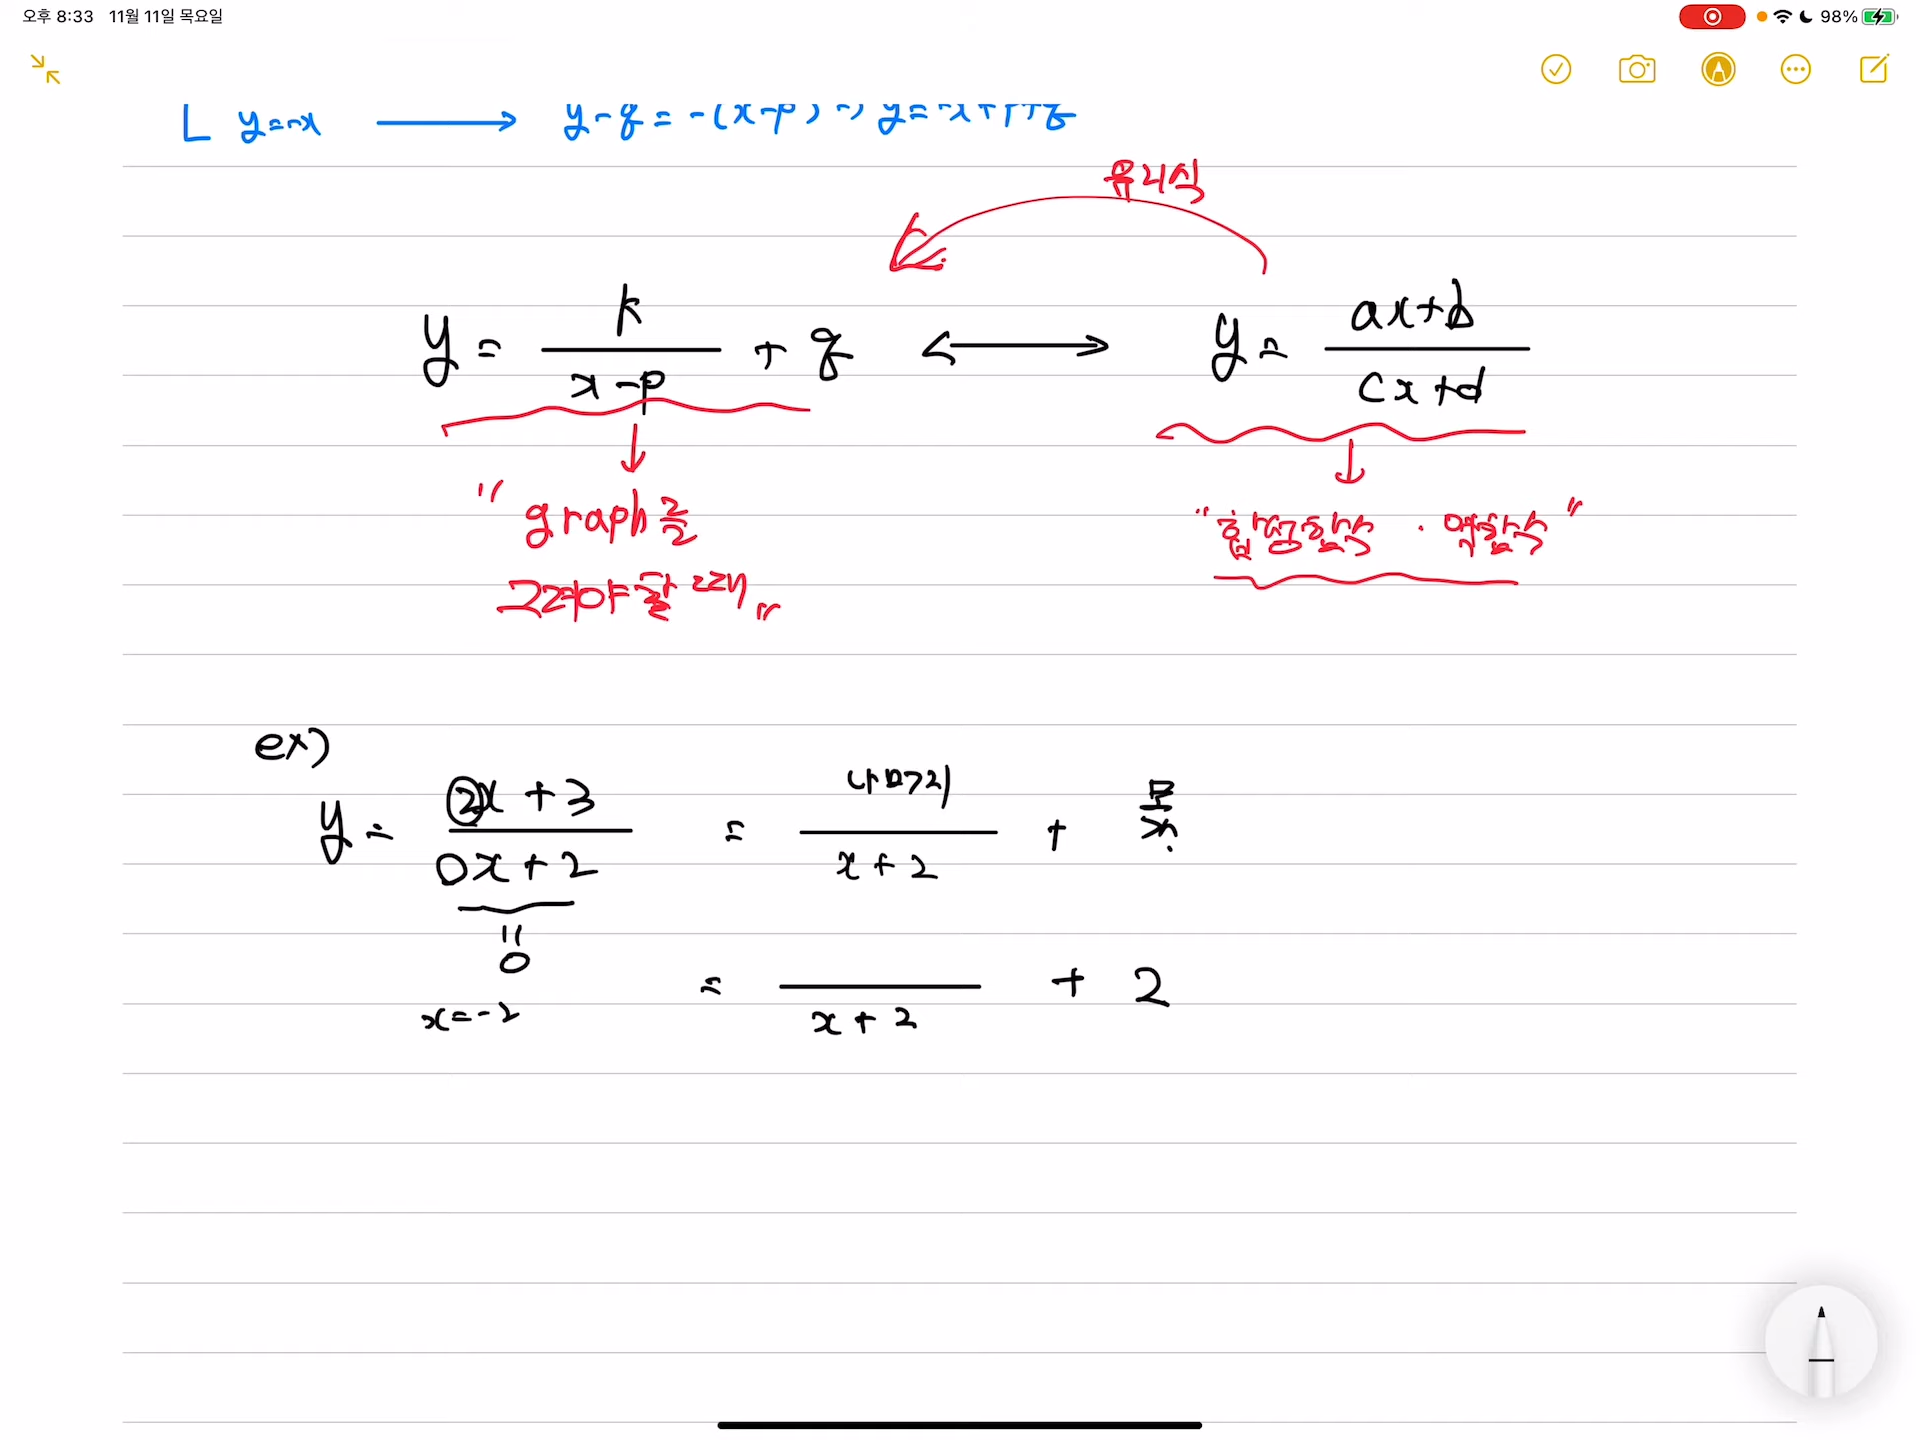 오후 8:33 11월 11일 목요일 98%
L y=-x → y-q=-(x-p) → y=-x+p+q
유리식
y = k / (x-p) + q ↔ y = (ax+b) / (cx+d)
" graph를 그려야 할 때 "
" 합성함수 · 역함수 "
ex)
y = (2x+3) / (x+2) = 나머지 / (x+2) + 몫
= 0
x=-2
= / (x+2) + 2